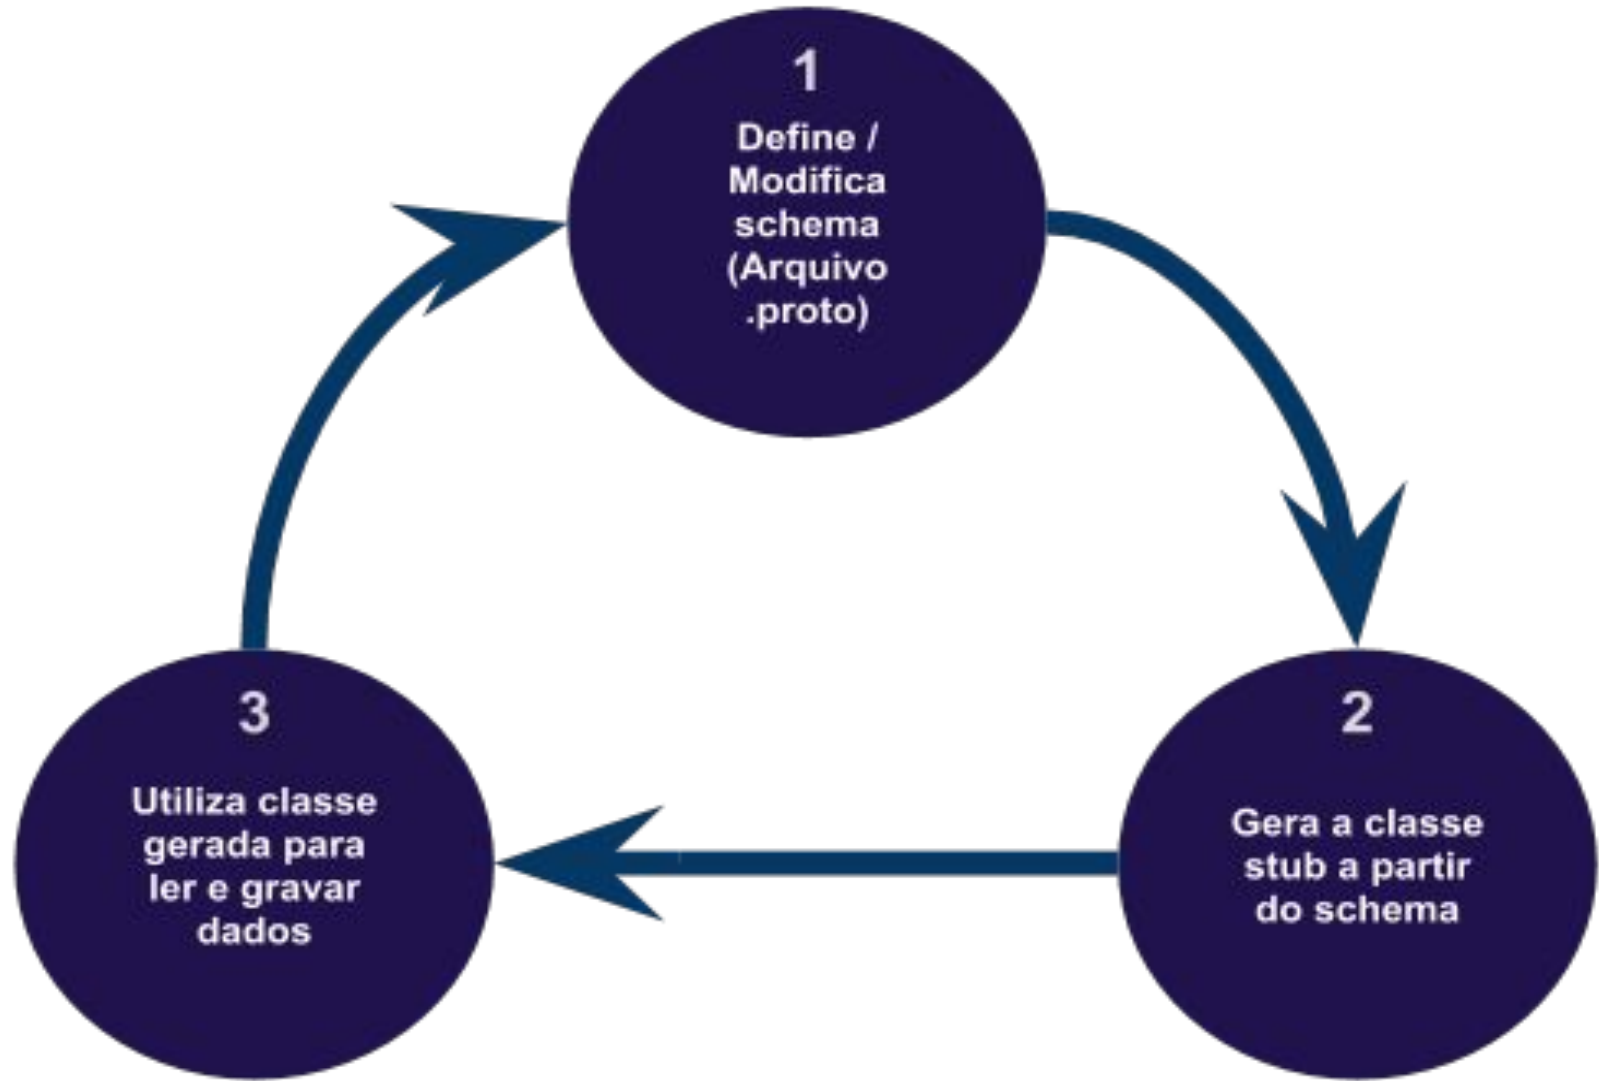 1
Define /
Modifica
schema
(Arquivo
.proto)
2
Gera a classe
stub a partir
do schema
3
Utiliza classe
gerada para
ler e gravar
dados